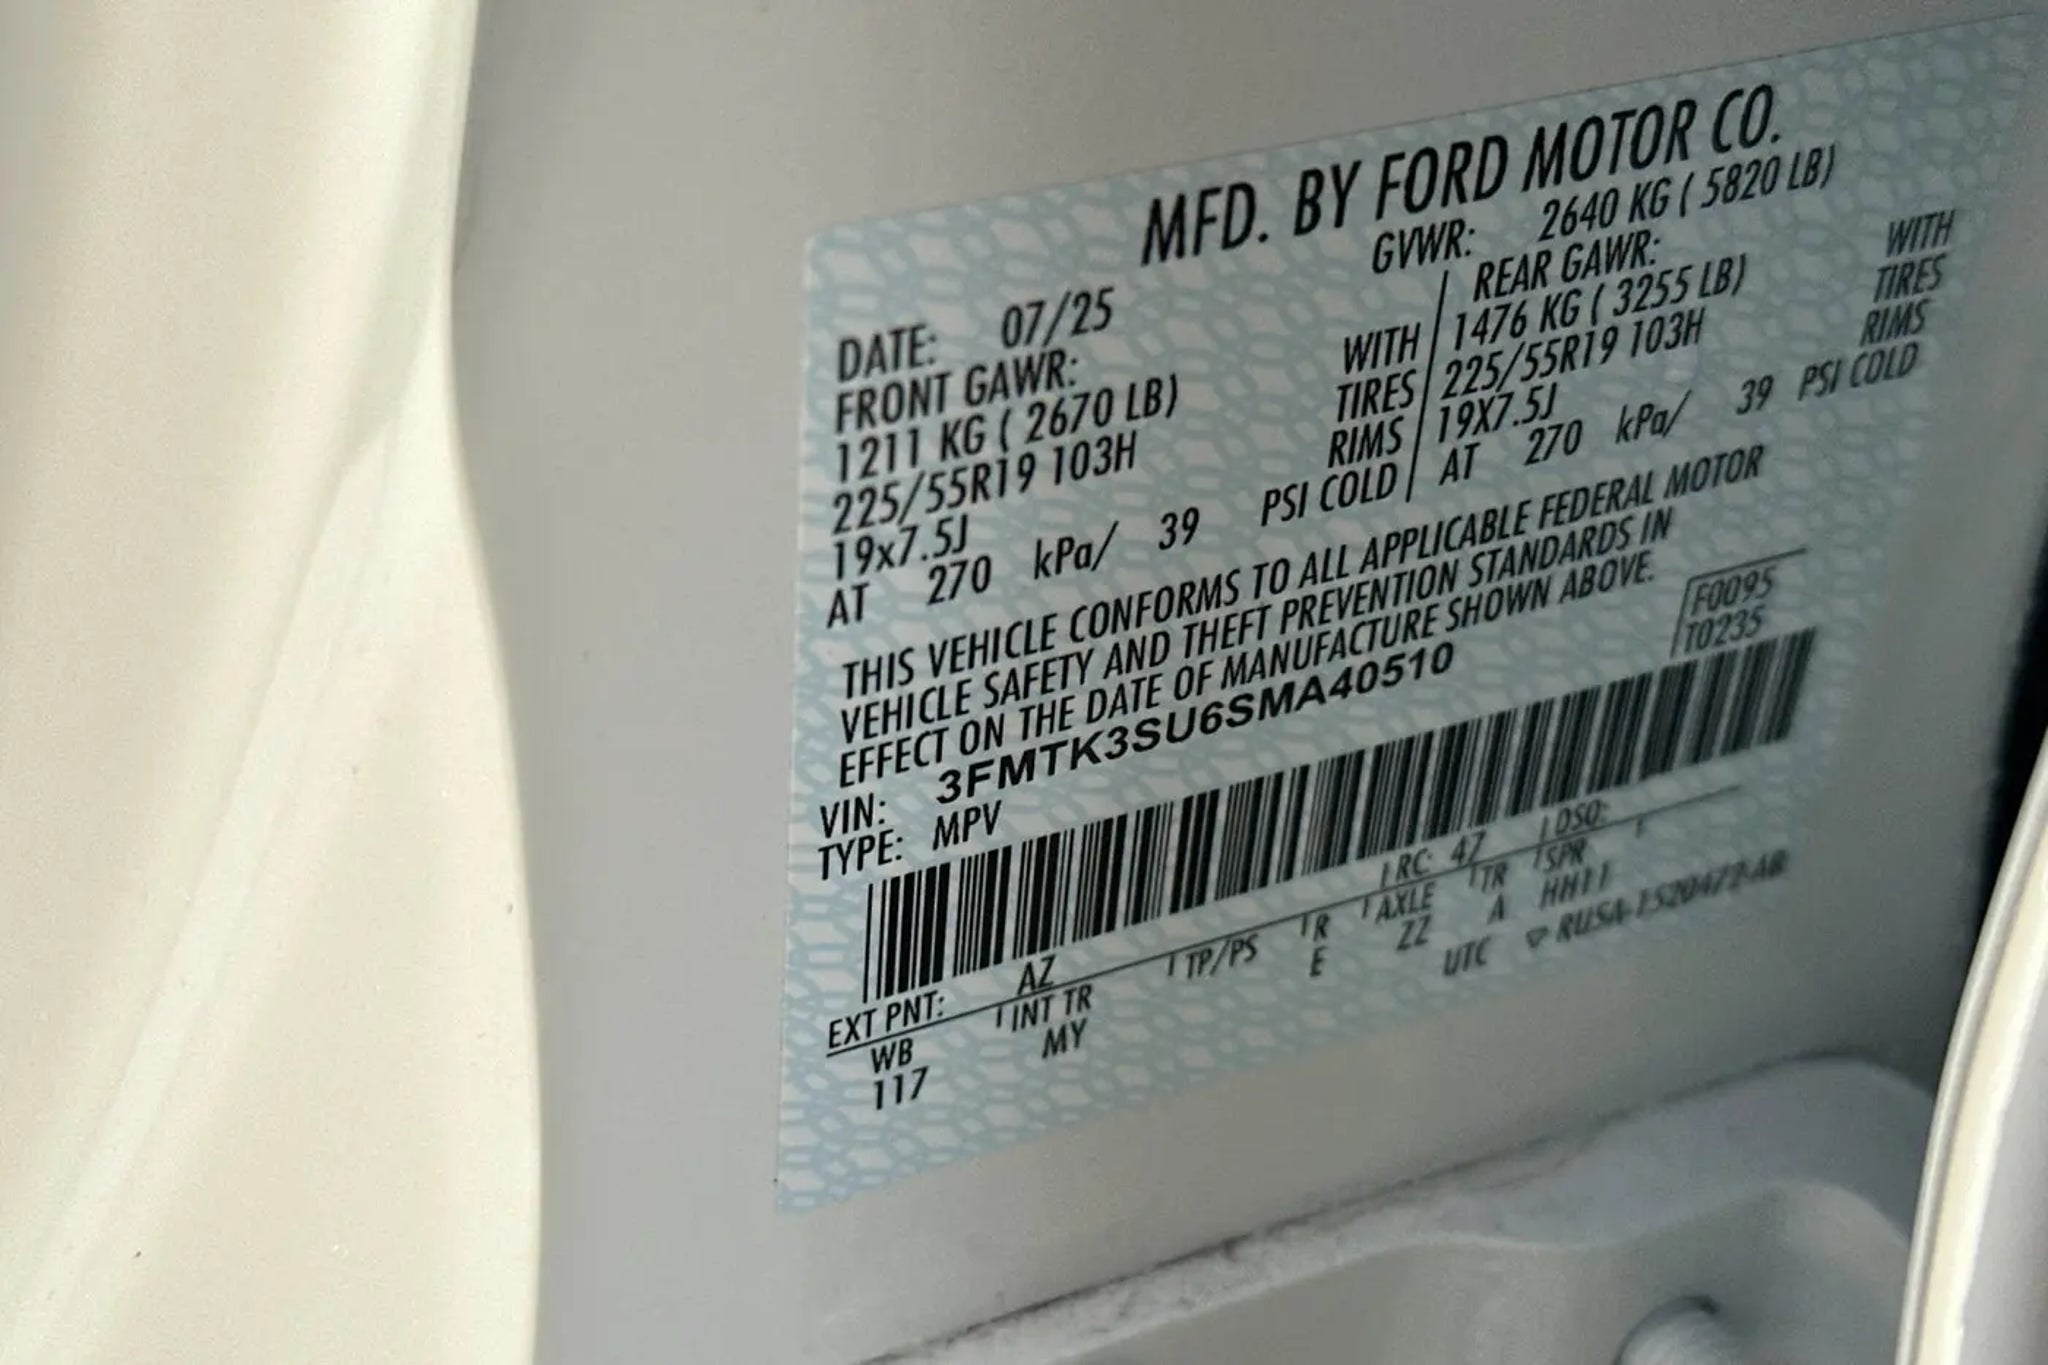 MFD. BY FORD MOTOR CO.
DATE: 07/25 GVWR: 2640 KG ( 5820 LB)
FRONT GAWR: REAR GAWR:
1211 KG ( 2670 LB) WITH 1476 KG ( 3255 LB) WITH
225/55R19 103H TIRES 225/55R19 103H TIRES
19x7.5J RIMS 19X7.5J RIMS
AT 270 kPa/ 39 PSI COLD AT 270 kPa/ 39 PSI COLD
THIS VEHICLE CONFORMS TO ALL APPLICABLE FEDERAL MOTOR
VEHICLE SAFETY AND THEFT PREVENTION STANDARDS IN
EFFECT ON THE DATE OF MANUFACTURE SHOWN ABOVE.
F0095
VIN: 3FMTK3SU6SMA40510 T0235
TYPE: MPV
EXT PNT: AZ RC: 47 DSO:
WB INT TR TP/PS R AXLE TR SPR
117 MY E ZZ A HH11
UTC RUSA-1520472-AB